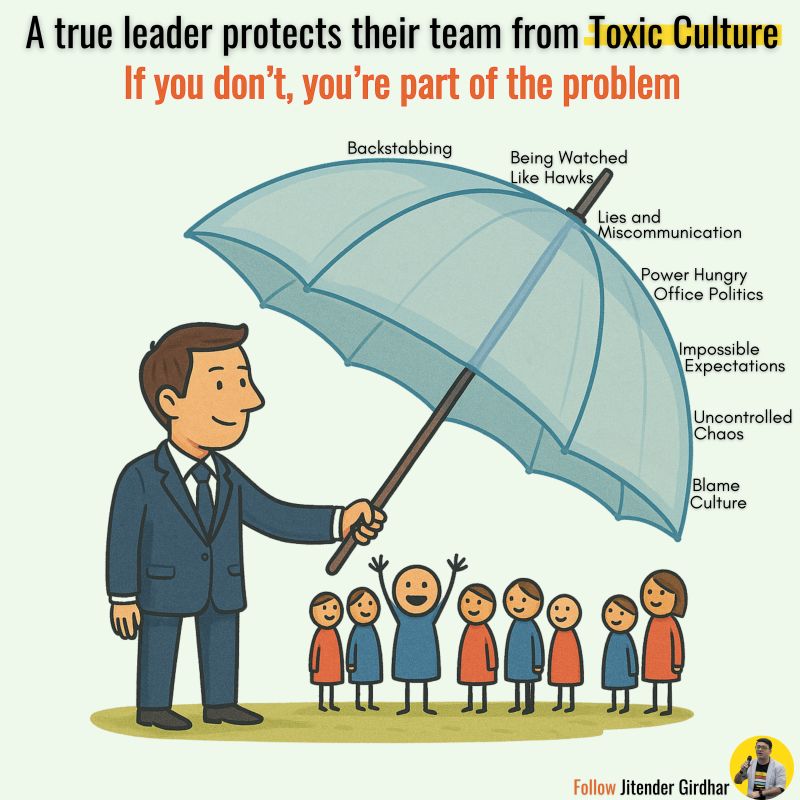 A true leader protects their team from Toxic Culture
If you don't, you're part of the problem
Backstabbing
Being Watched
Like Hawks
Lies and
Miscommunication
Power Hungry
Office Politics
Impossible
Expectations
Uncontrolled
Chaos
Blame
Culture
Follow Jitender Girdhar